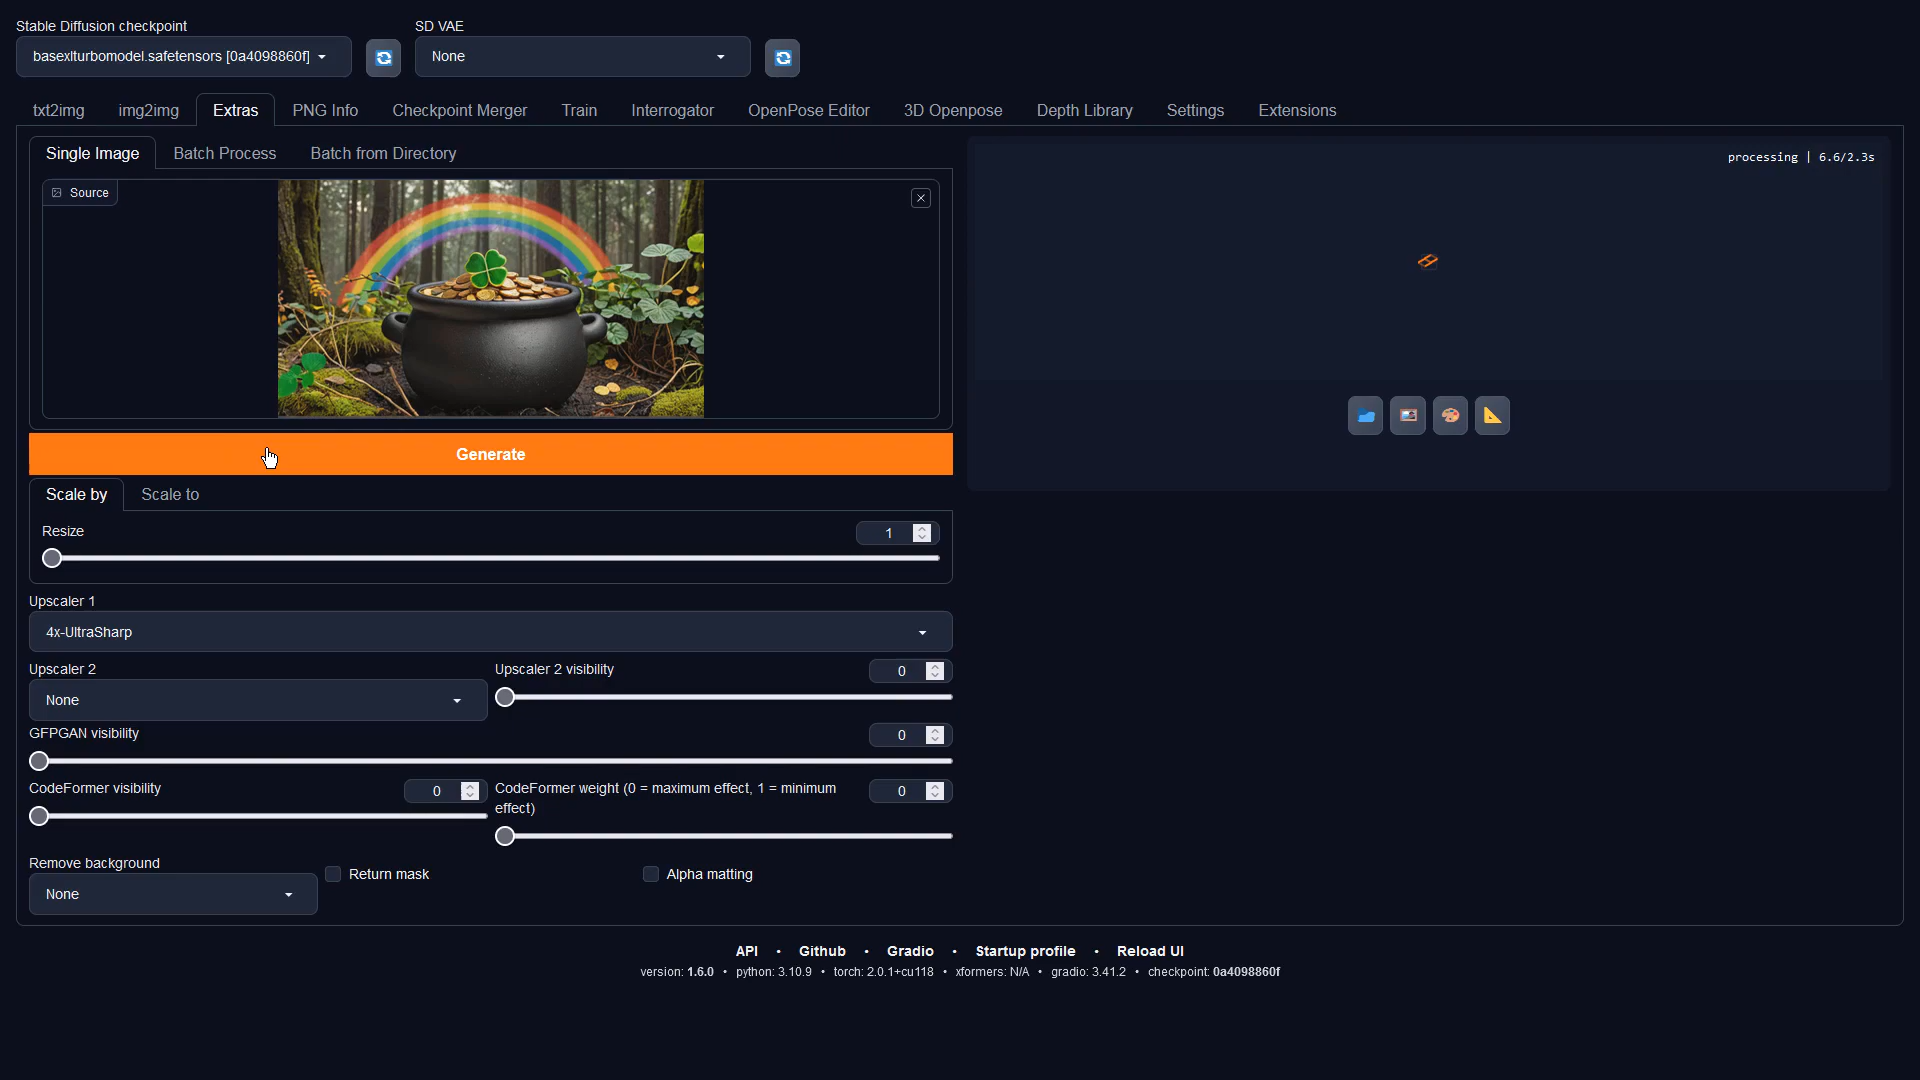 Stable Diffusion checkpoint
SD VAE
basexlturbomodel.safetensors [0a4098860f]
None
txt2img
img2img
Extras
PNG Info
Checkpoint Merger
Train
Interrogator
OpenPose Editor
3D Openpose
Depth Library
Settings
Extensions
Single Image
Batch Process
Batch from Directory
processing | 6.6/2.3s
Source
Generate
Scale by
Scale to
Resize
1
Upscaler 1
4x-UltraSharp
Upscaler 2
None
Upscaler 2 visibility
0
GFPGAN visibility
0
CodeFormer visibility
0
CodeFormer weight (0 = maximum effect, 1 = minimum
effect)
0
Remove background
None
Return mask
Alpha matting
API • Github • Gradio • Startup profile • Reload UI
version: 1.6.0 • python: 3.10.9 • torch: 2.0.1+cu118 • xformers: N/A • gradio: 3.41.2 • checkpoint: 0a4098860f